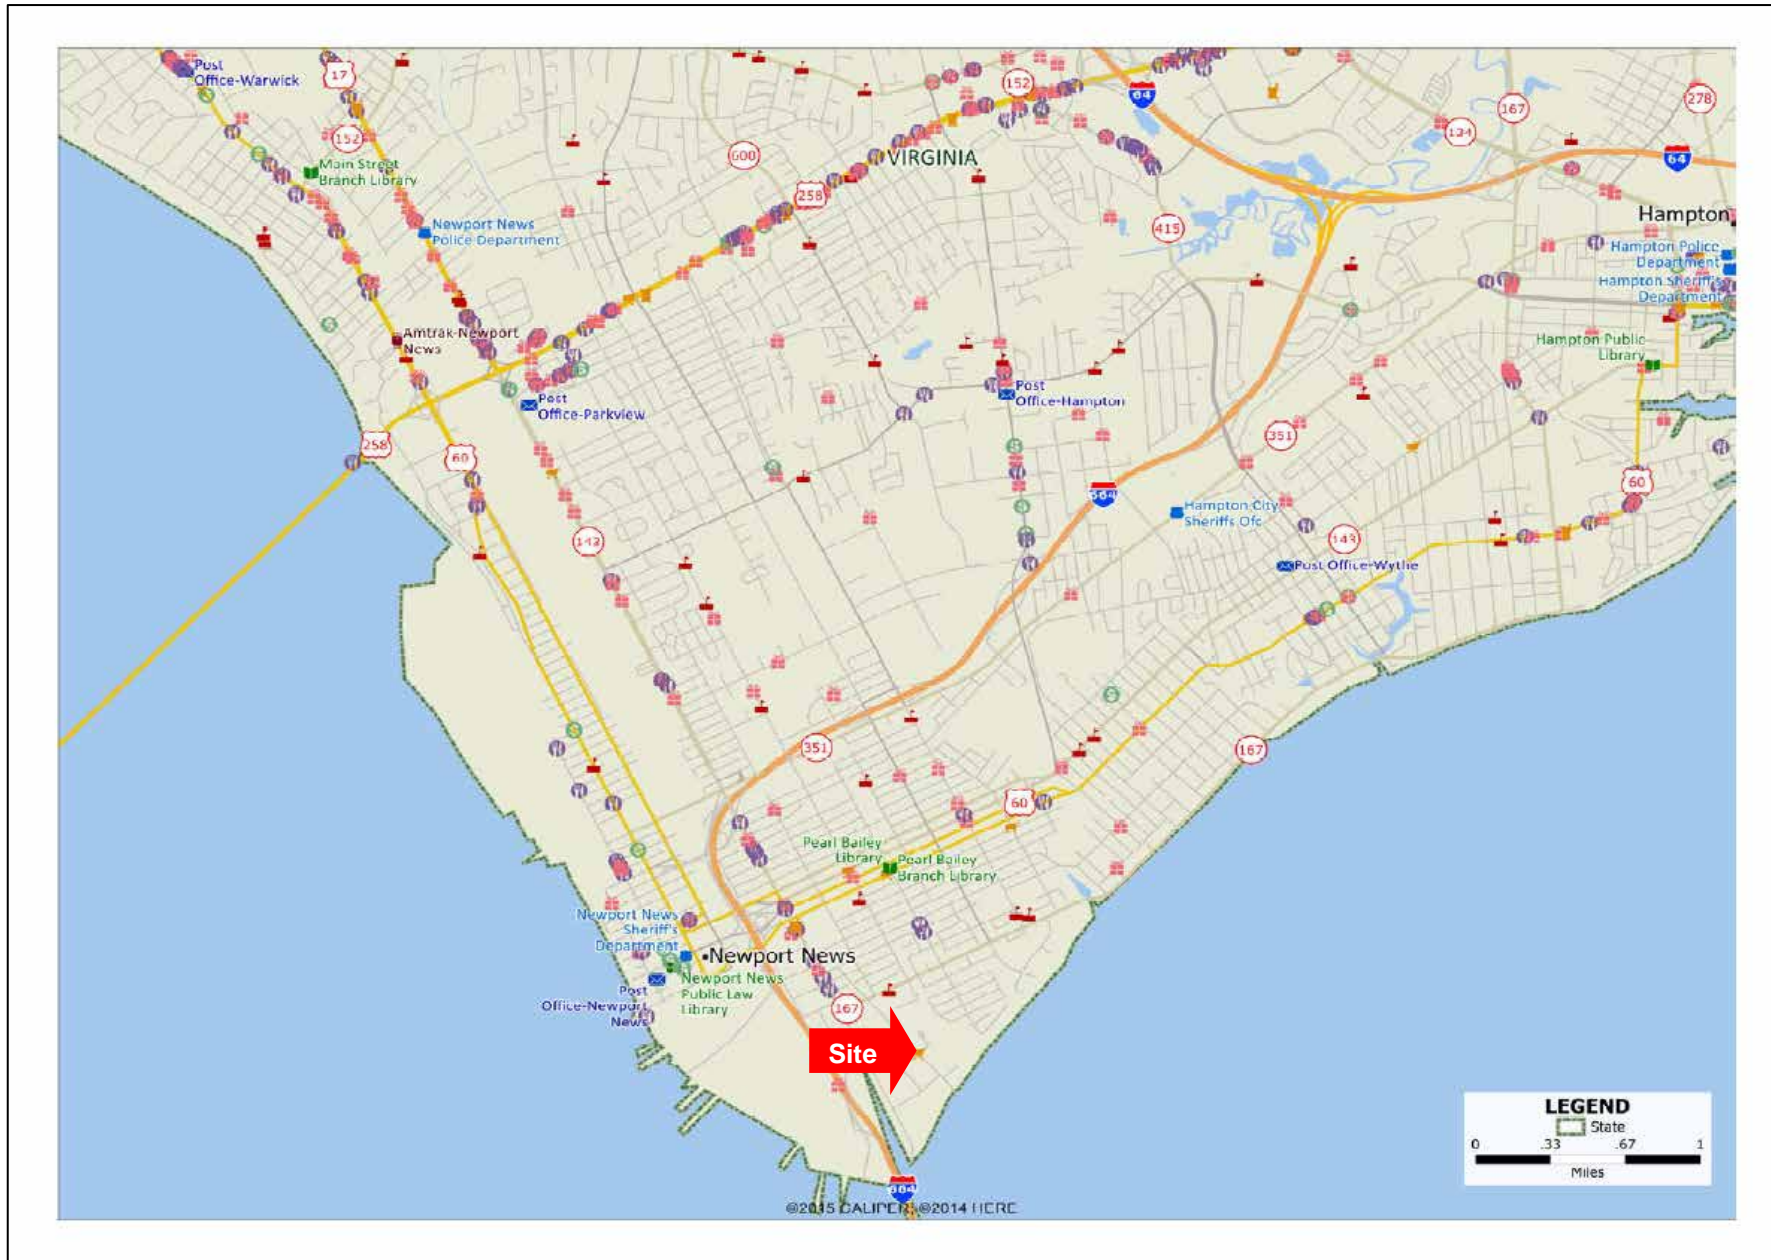 Post
Office-Warwick
17
152
Main Street
Branch Library
Newport News
Police Department
600
VIRGINIA
258
152
64
415
167
134
278
64
Hampton
Hampton Police
Department
Hampton Sheriff's
Department
Hampton Public
Library
Amtrak-Newport
News
Post
Office-Parkview
Post
Office-Hampton
258
60
351
664
Hampton City
Sheriffs Ofc
60
143
143
Post Office-Wythe
351
167
60
Pearl Bailey
Library
Pearl Bailey
Branch Library
Newport News
Sheriff's
Department
Newport News
Newport News
Public Law
Library
Post
Office-Newport
News
167
Site
664
LEGEND
State
0 .33 .67 1
Miles
©2015 CALIPER; ©2014 HERE